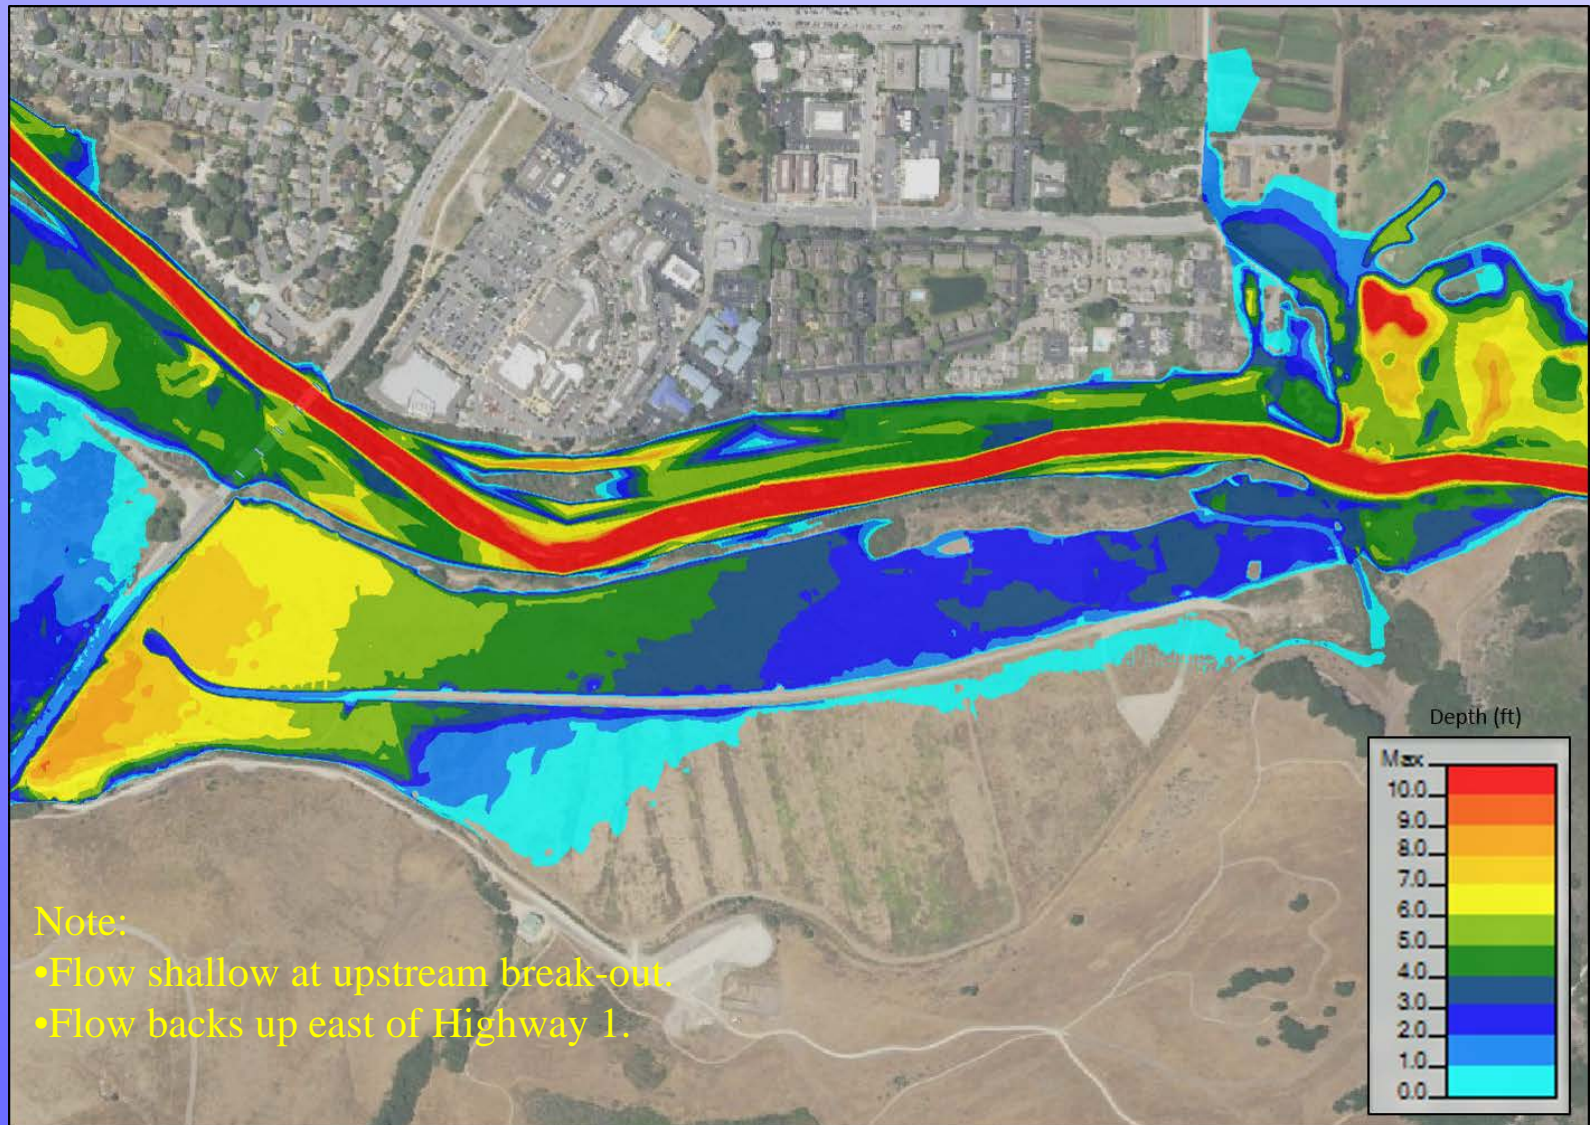 Depth (ft)
Max
10.0
9.0
8.0
7.0
6.0
5.0
4.0
3.0
2.0
1.0
0.0
Note:
•Flow shallow at upstream break-out.
•Flow backs up east of Highway 1.